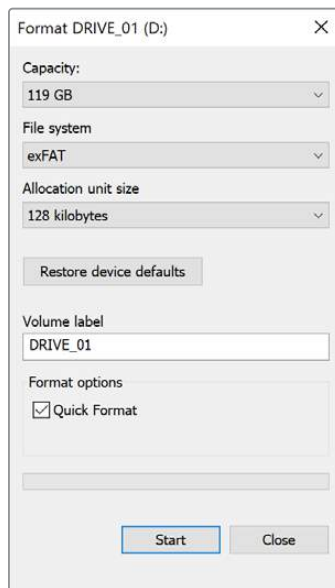 Format DRIVE_01 (D:)
Capacity:
119 GB
File system
exFAT
Allocation unit size
128 kilobytes
Restore device defaults
Volume label
DRIVE_01
Format options
Quick Format
Start Close